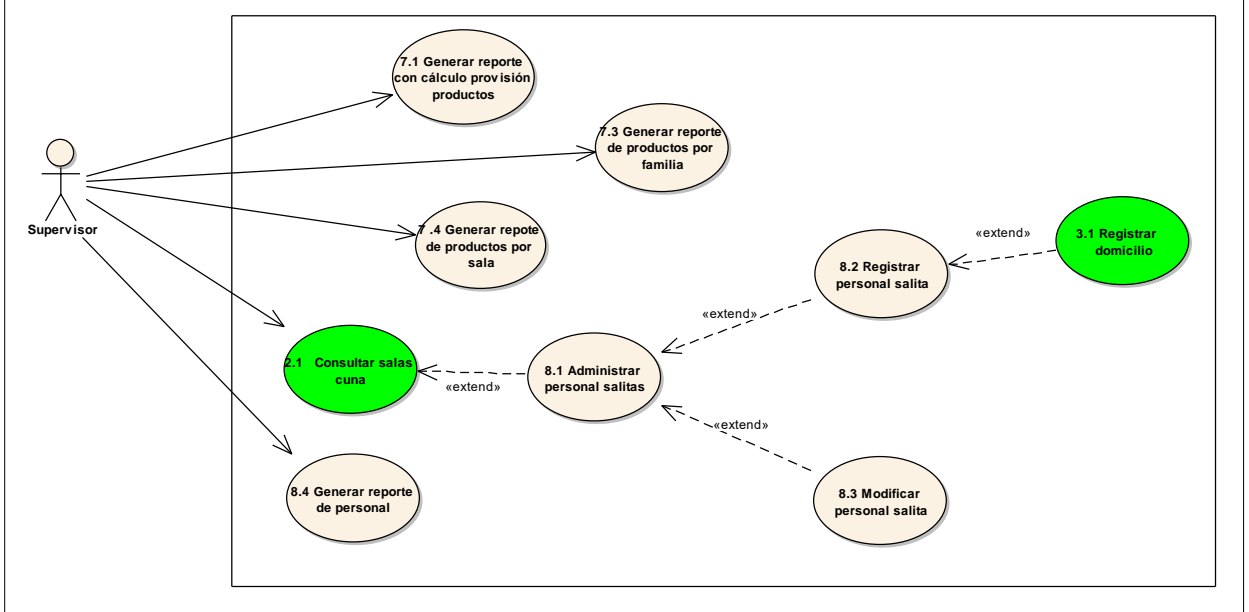 7.1 Generar reporte
con cálculo provisión
productos
7.3 Generar reporte
de productos por
familia
Supervisor
7 .4 Generar repote
de productos por
sala
3.1 Registrar
domicilio
«extend»
8.2 Registrar
personal salita
«extend»
2.1 Consultar salas
cuna
«extend»
8.1 Administrar
personal salitas
«extend»
8.4 Generar reporte
de personal
8.3 Modificar
personal salita